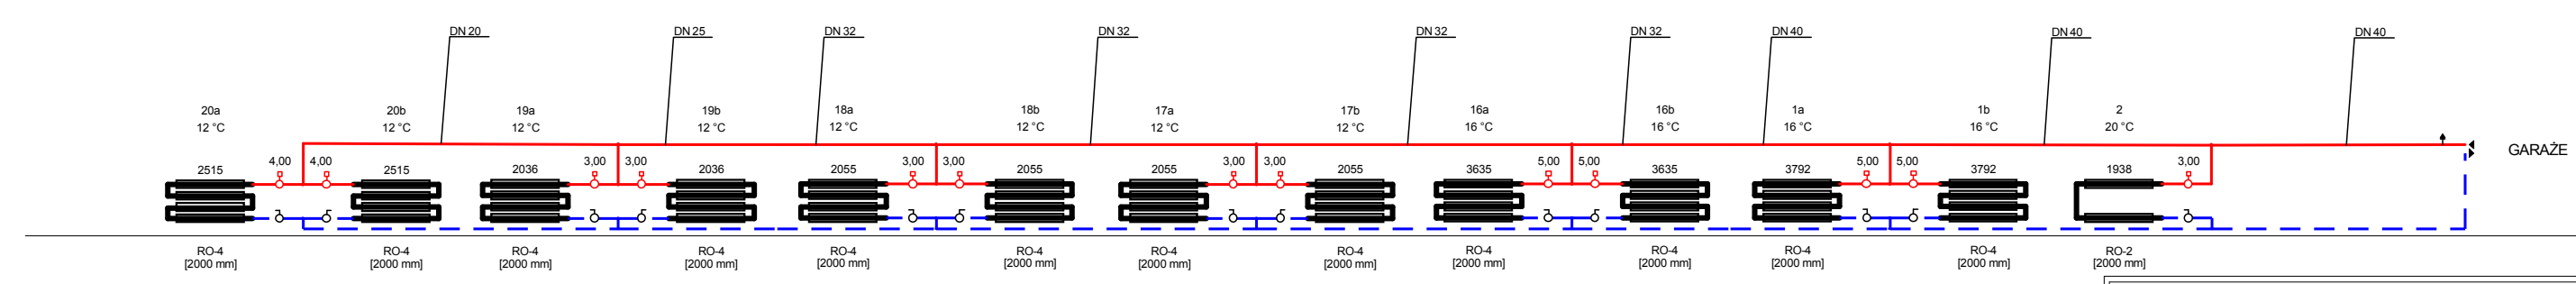 DN 20 DN 25 DN 32 DN 32 DN 32 DN 32 DN 40 DN 40 DN 40
20a 20b 19a 19b 18a 18b 17a 17b 16a 16b 1a 1b 2
12 °C 12 °C 12 °C 12 °C 12 °C 12 °C 12 °C 12 °C 16 °C 16 °C 16 °C 16 °C 20 °C
GARAŻE
4,00 4,00 3,00 3,00 3,00 3,00 3,00 3,00 5,00 5,00 5,00 5,00 3,00
2515 2515 2036 2036 2055 2055 2055 2055 3635 3635 3792 3792 1938
RO-4 RO-4 RO-4 RO-4 RO-4 RO-4 RO-4 RO-4 RO-4 RO-4 RO-4 RO-4 RO-2
[2000 mm] [2000 mm] [2000 mm] [2000 mm] [2000 mm] [2000 mm] [2000 mm] [2000 mm] [2000 mm] [2000 mm] [2000 mm] [2000 mm] [2000 mm]